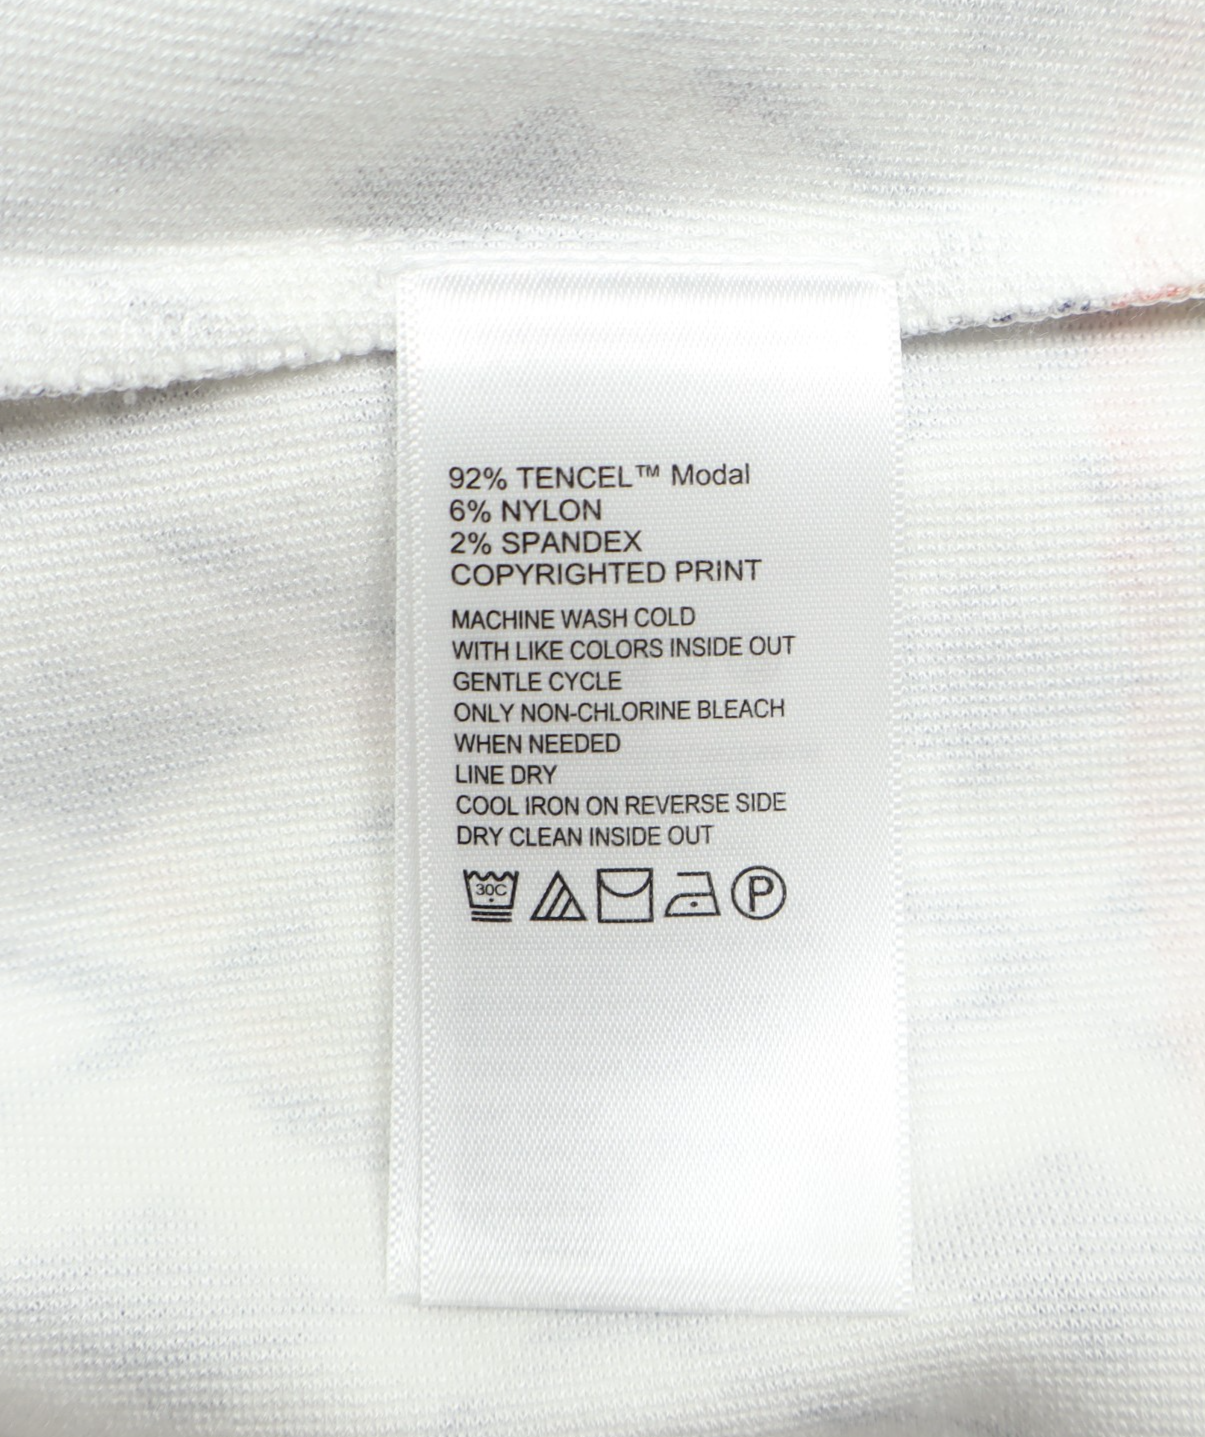 92% TENCEL™ Modal
6% NYLON
2% SPANDEX
COPYRIGHTED PRINT
MACHINE WASH COLD
WITH LIKE COLORS INSIDE OUT
GENTLE CYCLE
ONLY NON-CHLORINE BLEACH
WHEN NEEDED
LINE DRY
COOL IRON ON REVERSE SIDE
DRY CLEAN INSIDE OUT
30C P